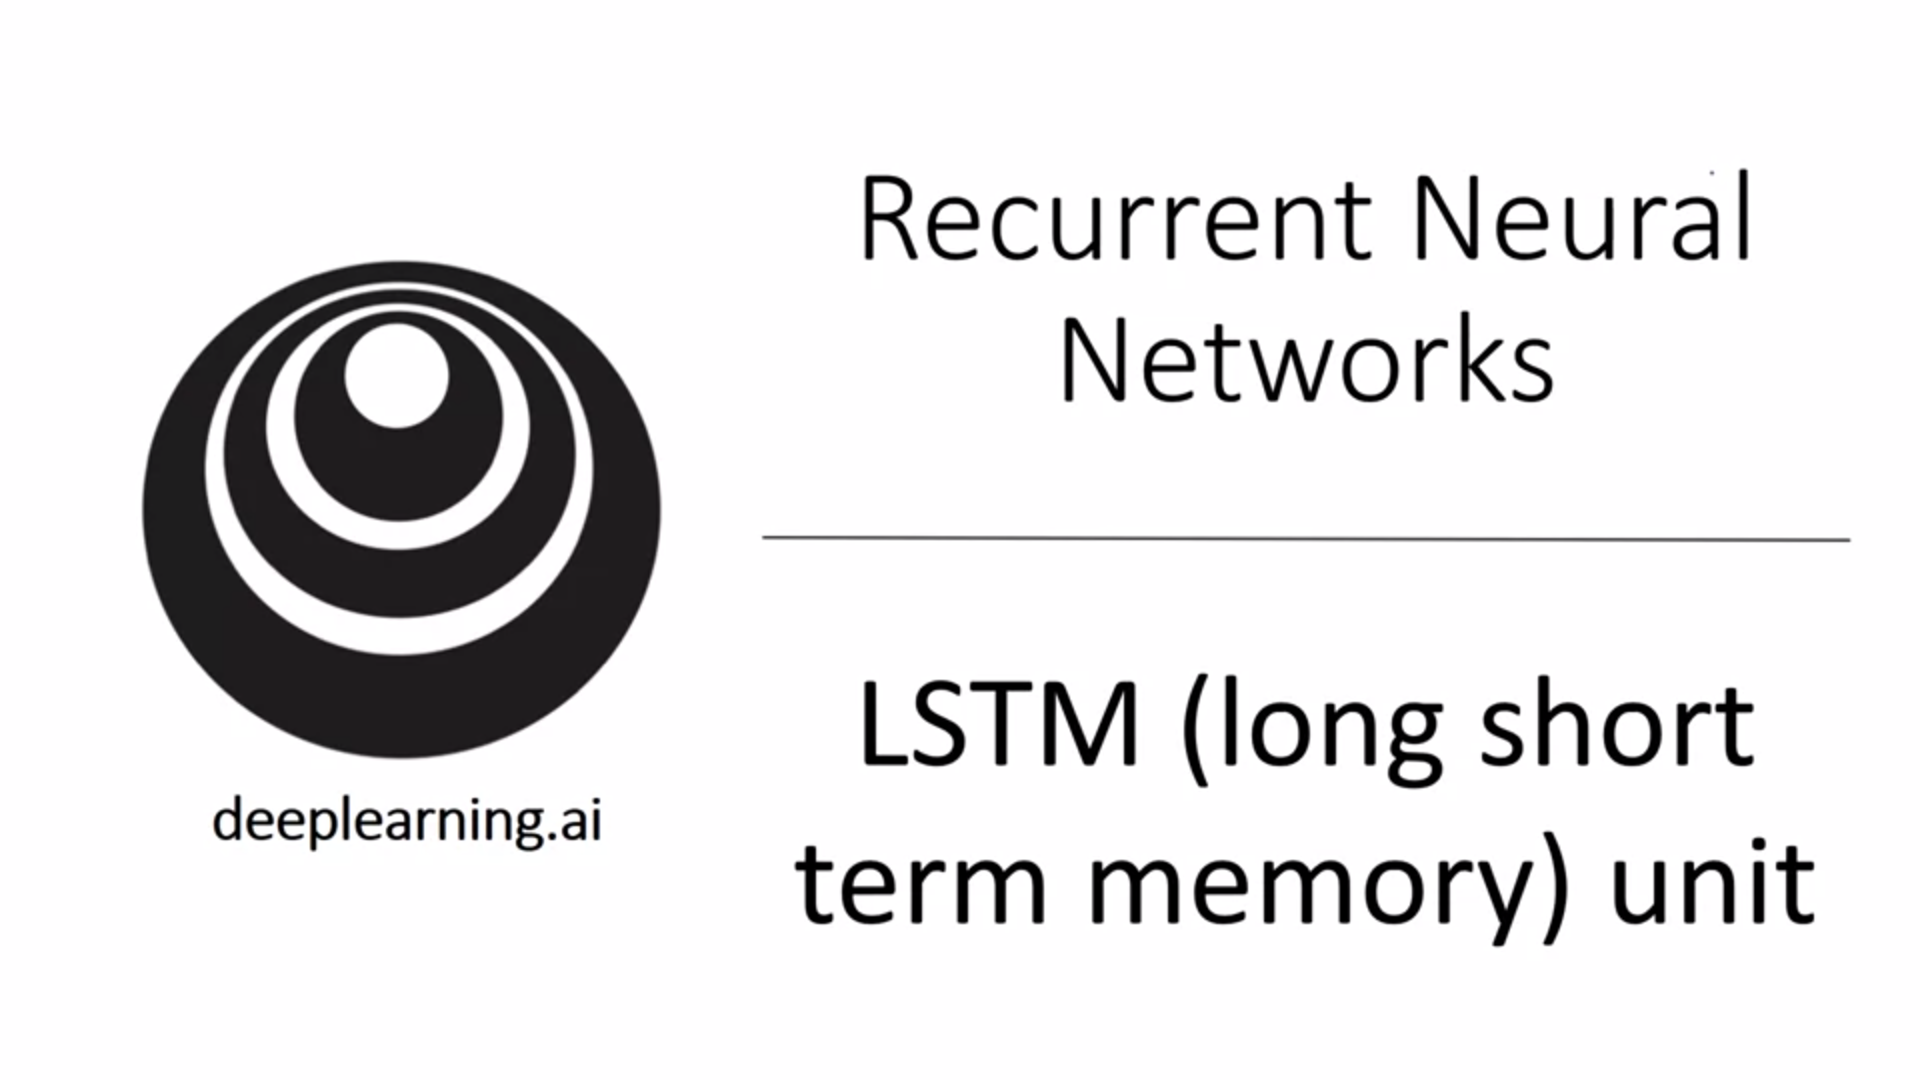 Recurrent Neural
Networks
LSTM (long short
term memory) unit
deeplearning.ai